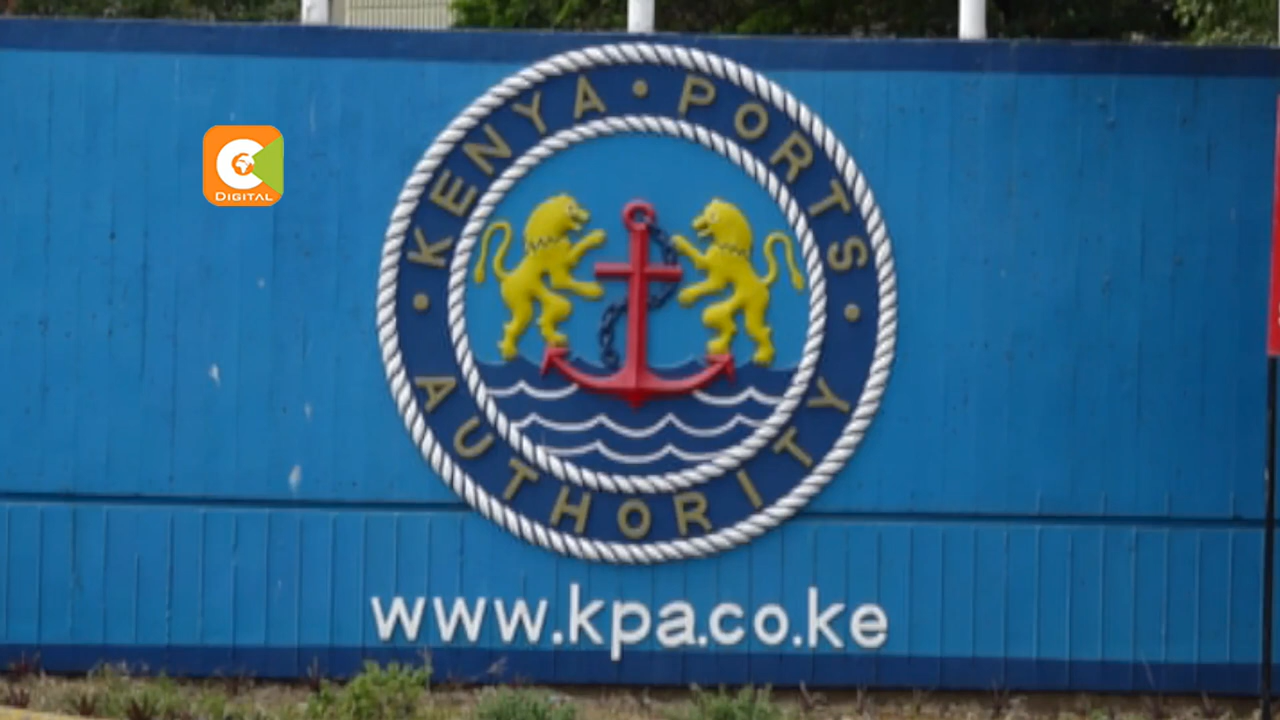 KENYA • PORTS
• AUTHORITY •
www.kpa.co.ke
C
DIGITAL